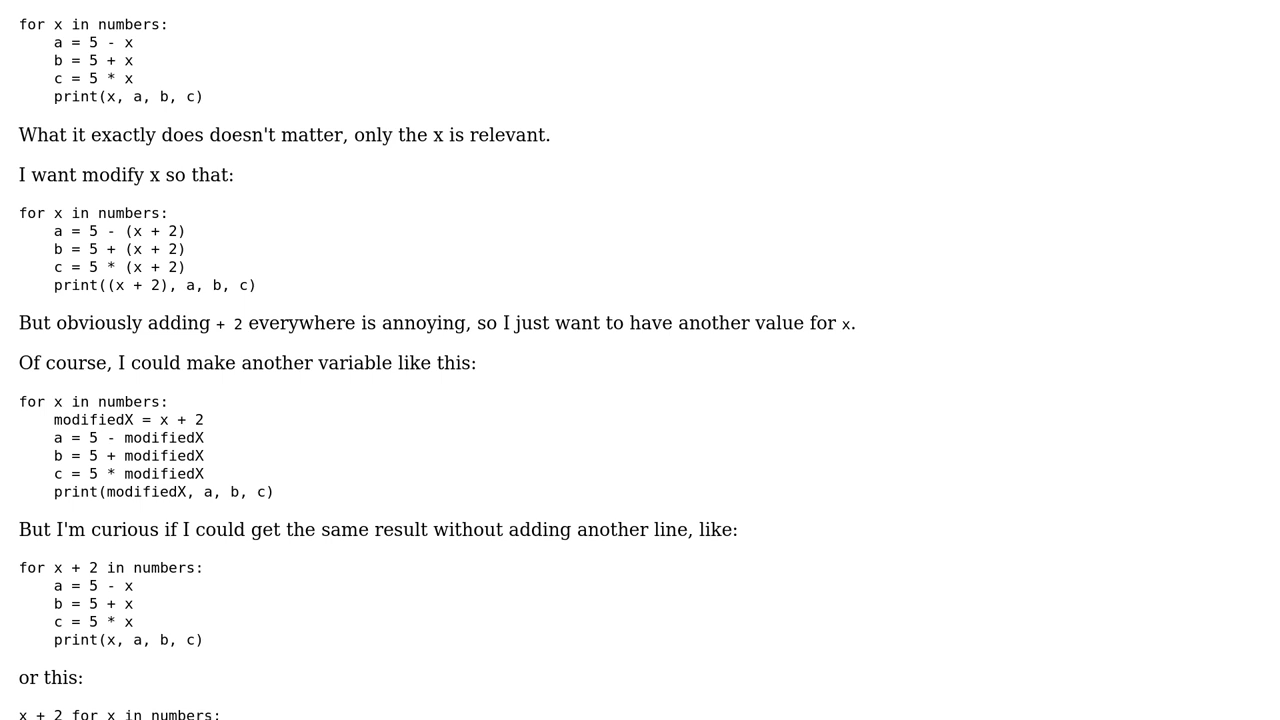 for x in numbers:
    a = 5 - x
    b = 5 + x
    c = 5 * x
    print(x, a, b, c)
What it exactly does doesn't matter, only the x is relevant.
I want modify x so that:
for x in numbers:
    a = 5 - (x + 2)
    b = 5 + (x + 2)
    c = 5 * (x + 2)
    print((x + 2), a, b, c)
But obviously adding + 2 everywhere is annoying, so I just want to have another value for x.
Of course, I could make another variable like this:
for x in numbers:
    modifiedX = x + 2
    a = 5 - modifiedX
    b = 5 + modifiedX
    c = 5 * modifiedX
    print(modifiedX, a, b, c)
But I'm curious if I could get the same result without adding another line, like:
for x + 2 in numbers:
    a = 5 - x
    b = 5 + x
    c = 5 * x
    print(x, a, b, c)
or this:
x + 2 for x in numbers: